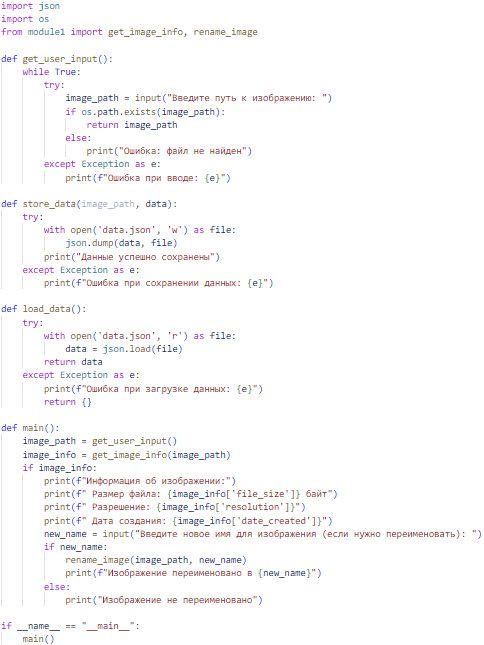 import json
import os
from module1 import get_image_info, rename_image

def get_user_input():
    while True:
        try:
            image_path = input("Введите путь к изображению: ")
            if os.path.exists(image_path):
                return image_path
            else:
                print("Ошибка: файл не найден")
        except Exception as e:
            print(f"Ошибка при вводе: {e}")

def store_data(image_path, data):
    try:
        with open('data.json', 'w') as file:
            json.dump(data, file)
        print("Данные успешно сохранены")
    except Exception as e:
        print(f"Ошибка при сохранении данных: {e}")

def load_data():
    try:
        with open('data.json', 'r') as file:
            data = json.load(file)
        return data
    except Exception as e:
        print(f"Ошибка при загрузке данных: {e}")
        return {}

def main():
    image_path = get_user_input()
    image_info = get_image_info(image_path)
    if image_info:
        print(f"Информация об изображении:")
        print(f" Размер файла: {image_info['file_size']} байт")
        print(f" Разрешение: {image_info['resolution']}")
        print(f" Дата создания: {image_info['date_created']}")
        new_name = input("Введите новое имя для изображения (если нужно переименовать): ")
        if new_name:
            rename_image(image_path, new_name)
            print(f"Изображение переименовано в {new_name}")
        else:
            print("Изображение не переименовано")

if __name__ == "__main__":
    main()